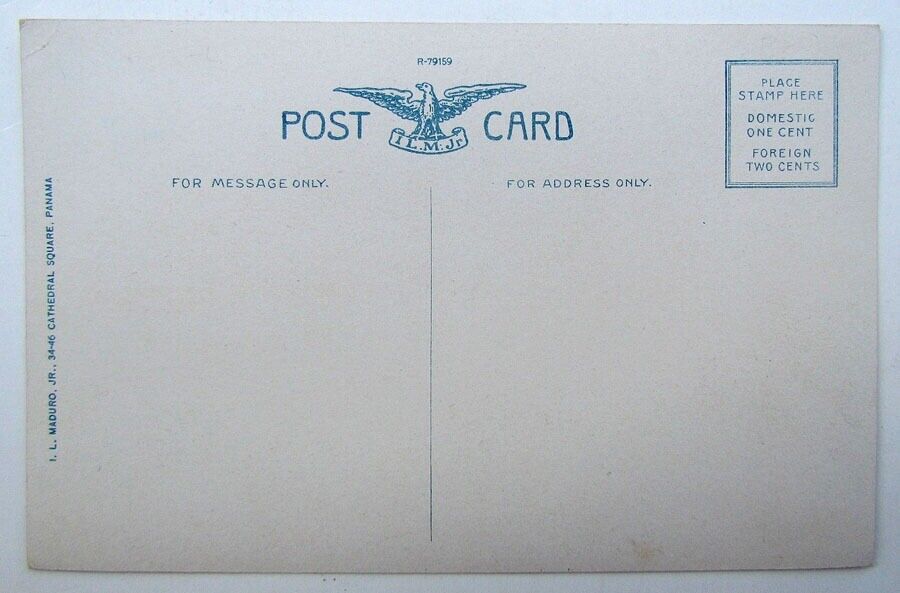 R-79159
POST CARD
I.L.M.Jr.
PLACE
STAMP HERE
DOMESTIC
ONE CENT
FOREIGN
TWO CENTS
FOR MESSAGE ONLY.
FOR ADDRESS ONLY.
I. L. MADURO, JR., 34-46 CATHEDRAL SQUARE, PANAMA